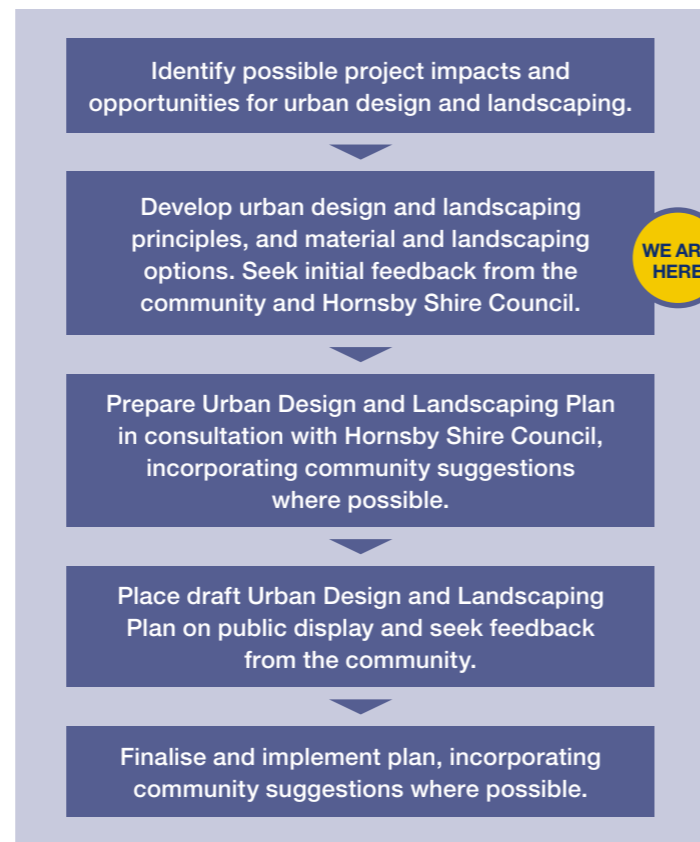 Identify possible project impacts and
opportunities for urban design and landscaping.
Develop urban design and landscaping
principles, and material and landscaping
options. Seek initial feedback from the
community and Hornsby Shire Council.
WE AR
HERE
Prepare Urban Design and Landscaping Plan
in consultation with Hornsby Shire Council,
incorporating community suggestions
where possible.
Place draft Urban Design and Landscaping
Plan on public display and seek feedback
from the community.
Finalise and implement plan, incorporating
community suggestions where possible.